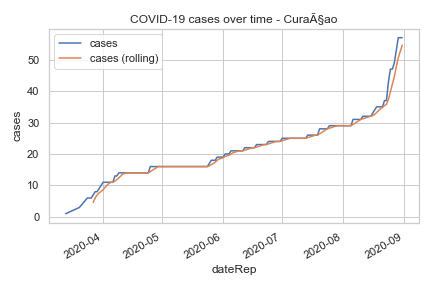 COVID-19 cases over time - CuraÃ§ao
cases
cases (rolling)
60
50
40
30
20
10
0
cases
2020-04
2020-05
2020-06
2020-07
2020-08
2020-09
dateRep